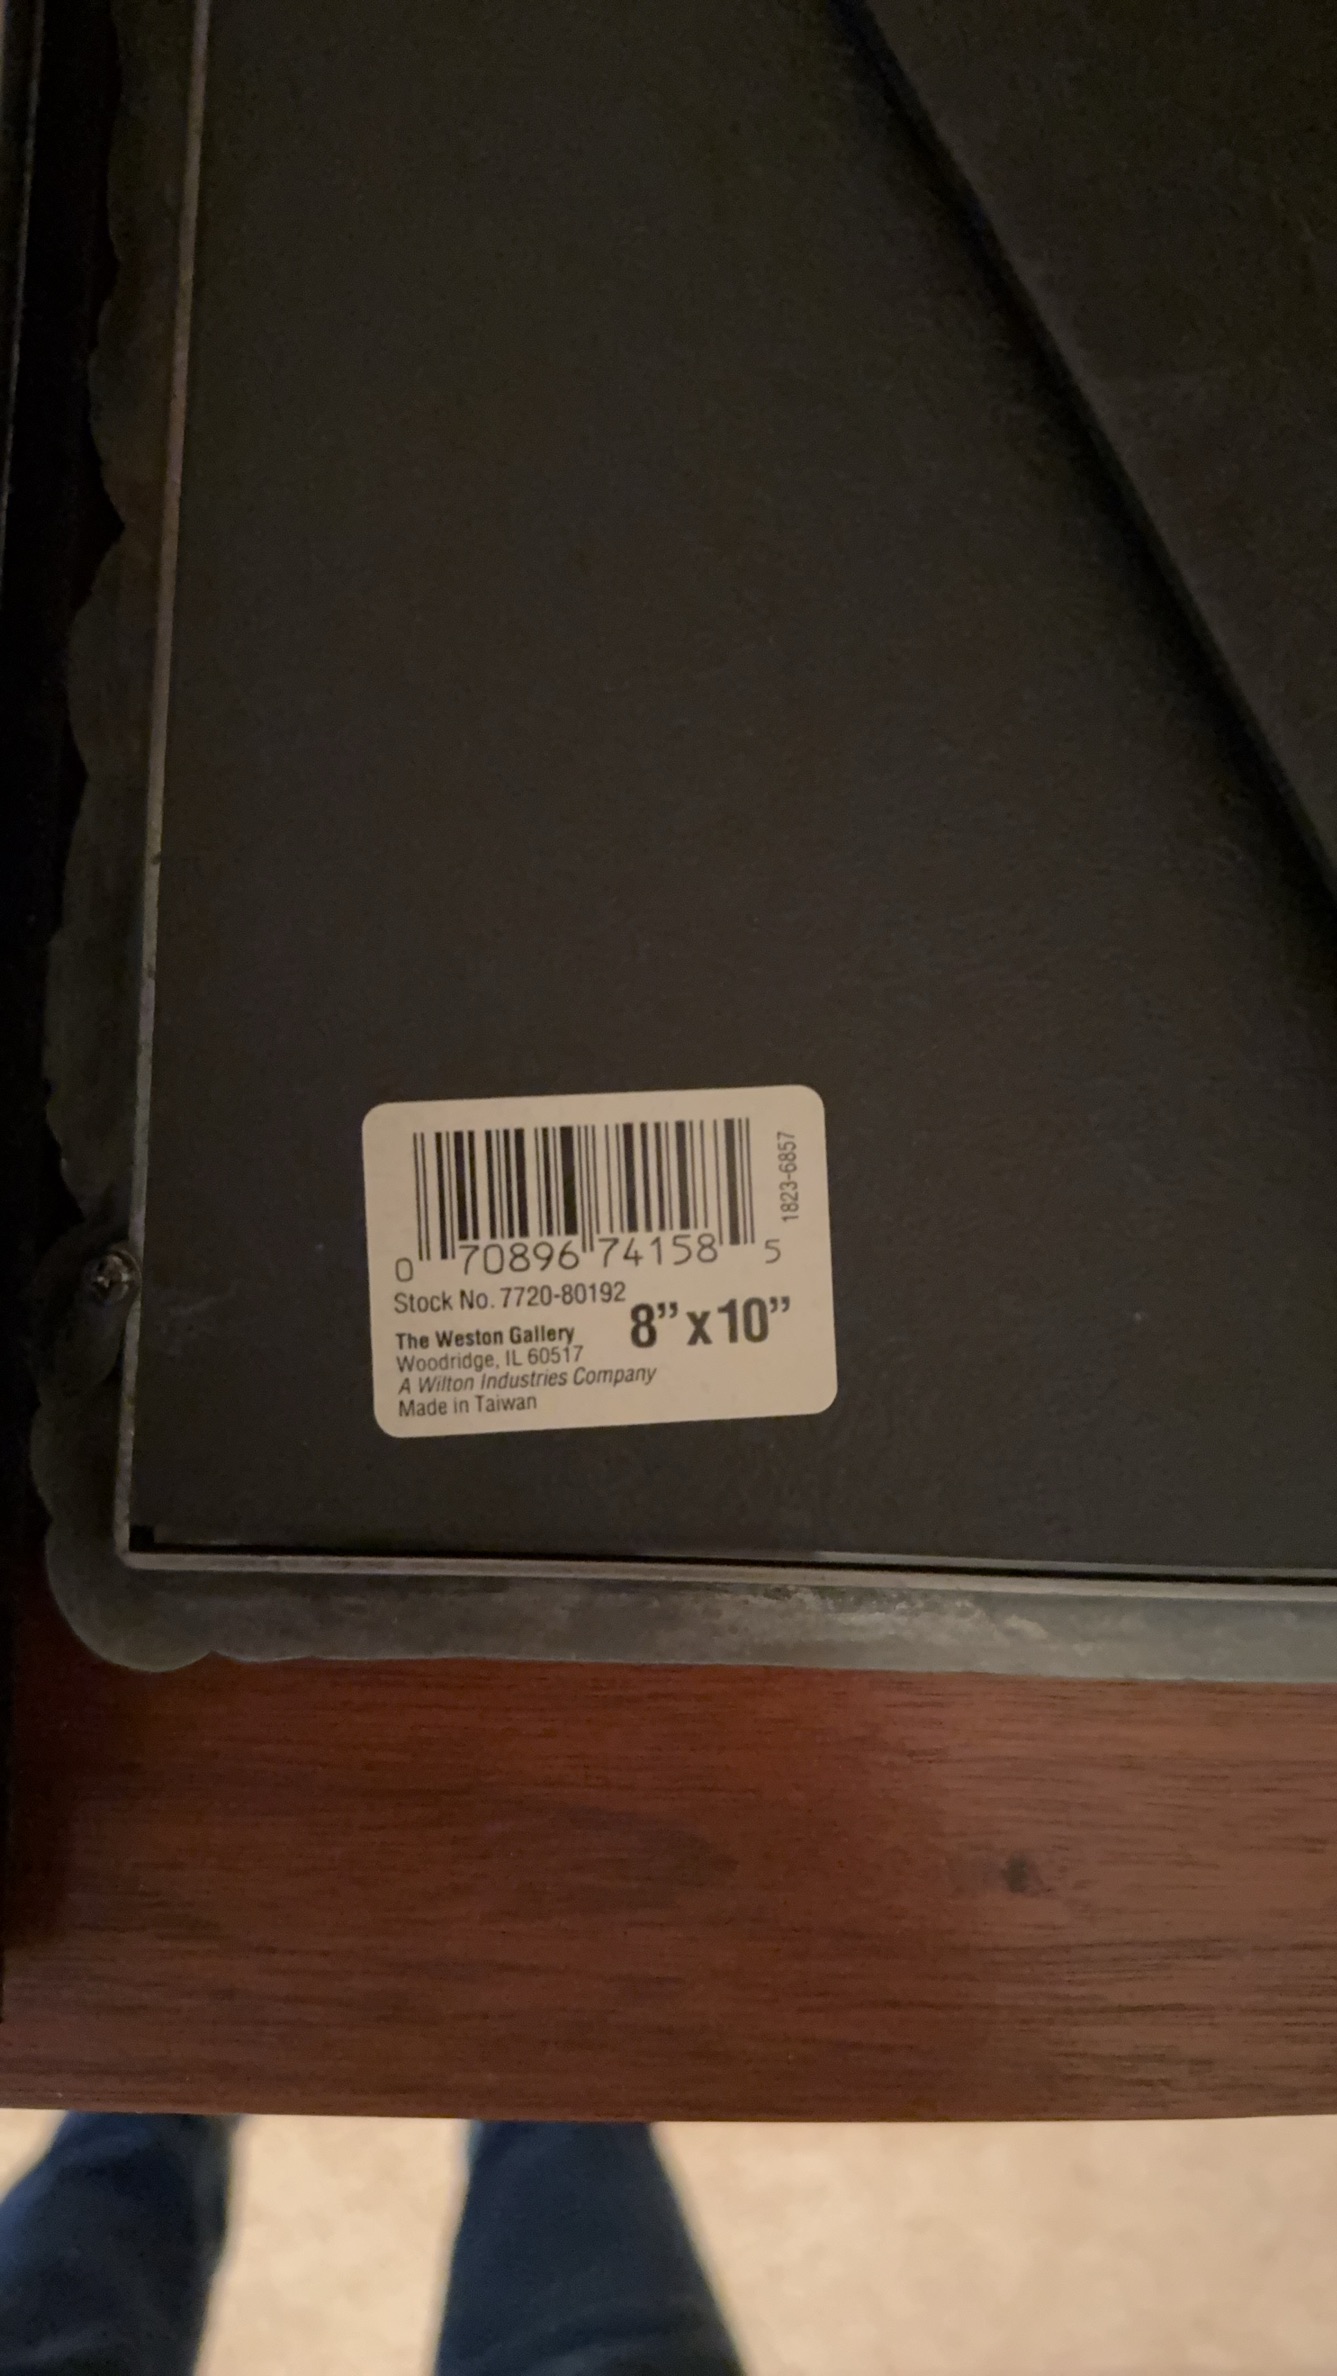 1823-6857
0 70896 74158 5
Stock No. 7720-80192
8” x 10”
The Weston Gallery
Woodridge, IL 60517
A Wilton Industries Company
Made in Taiwan